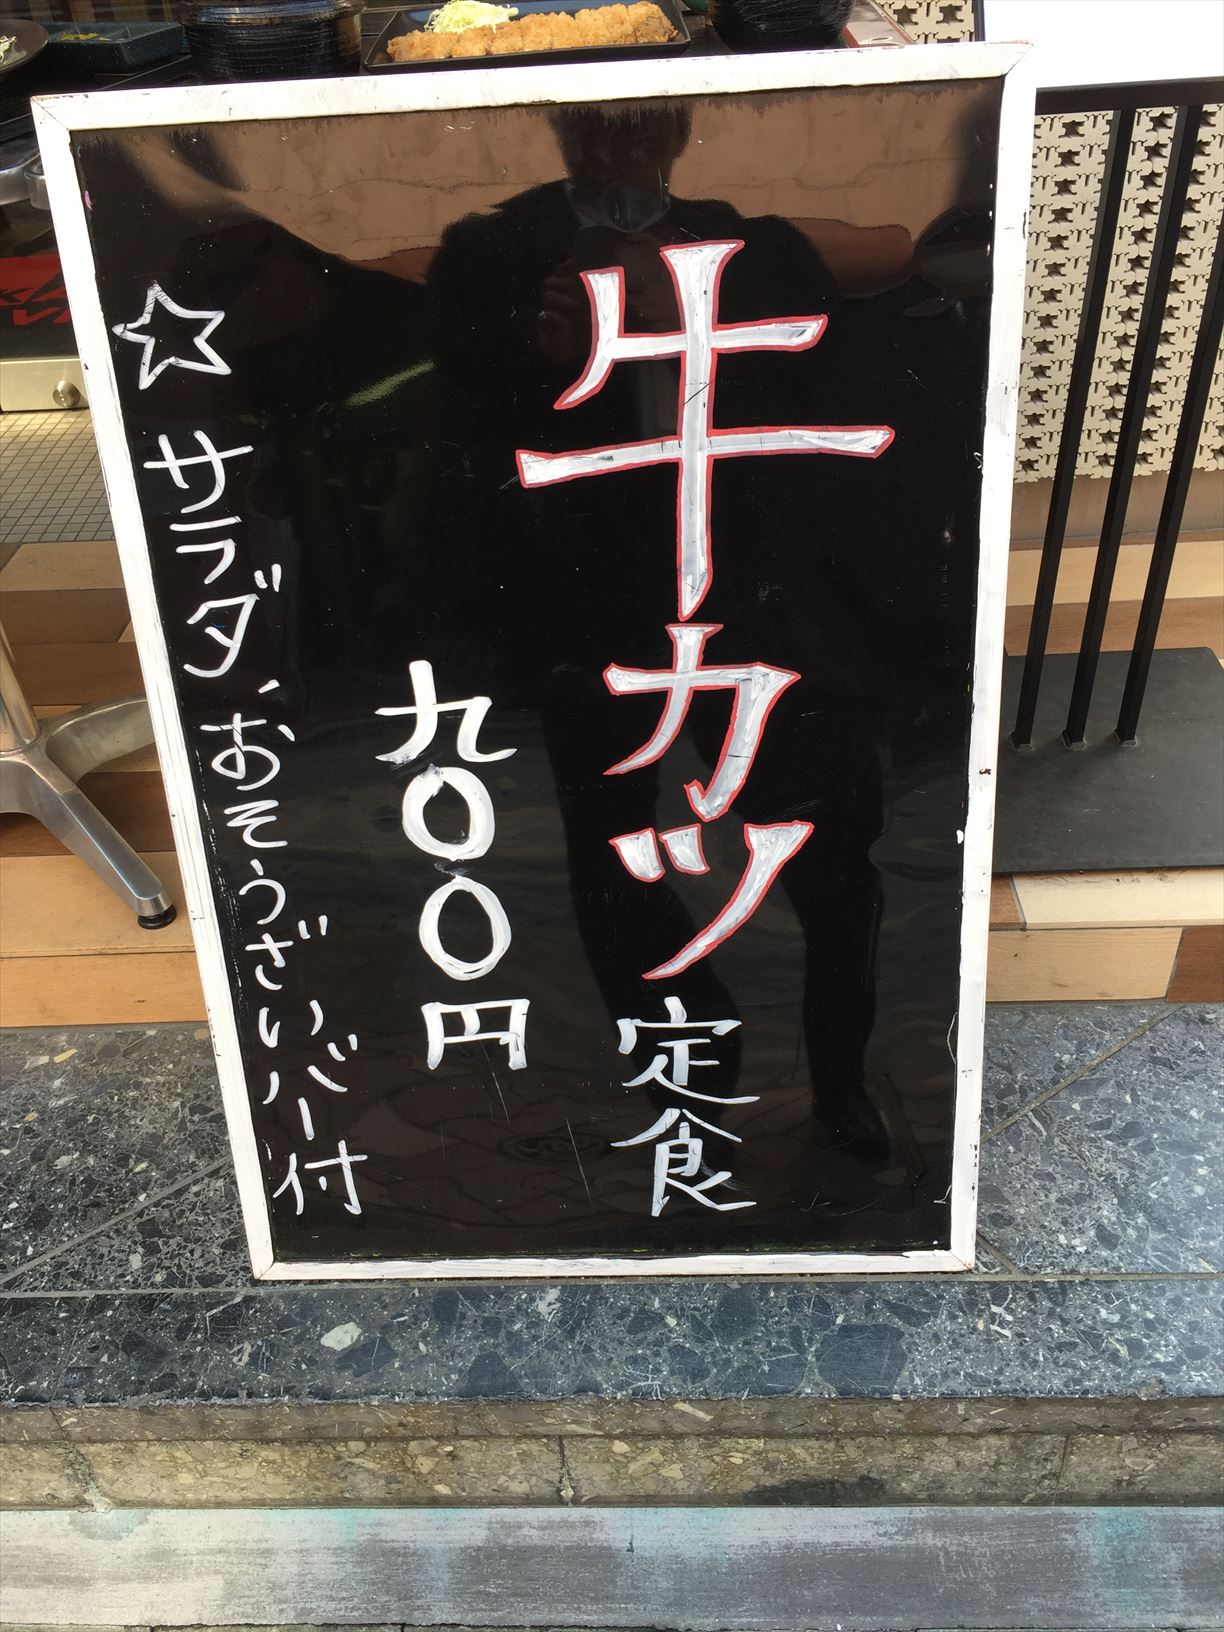 牛カツ定食
九〇〇円
☆サラダ、おそうざいバー付